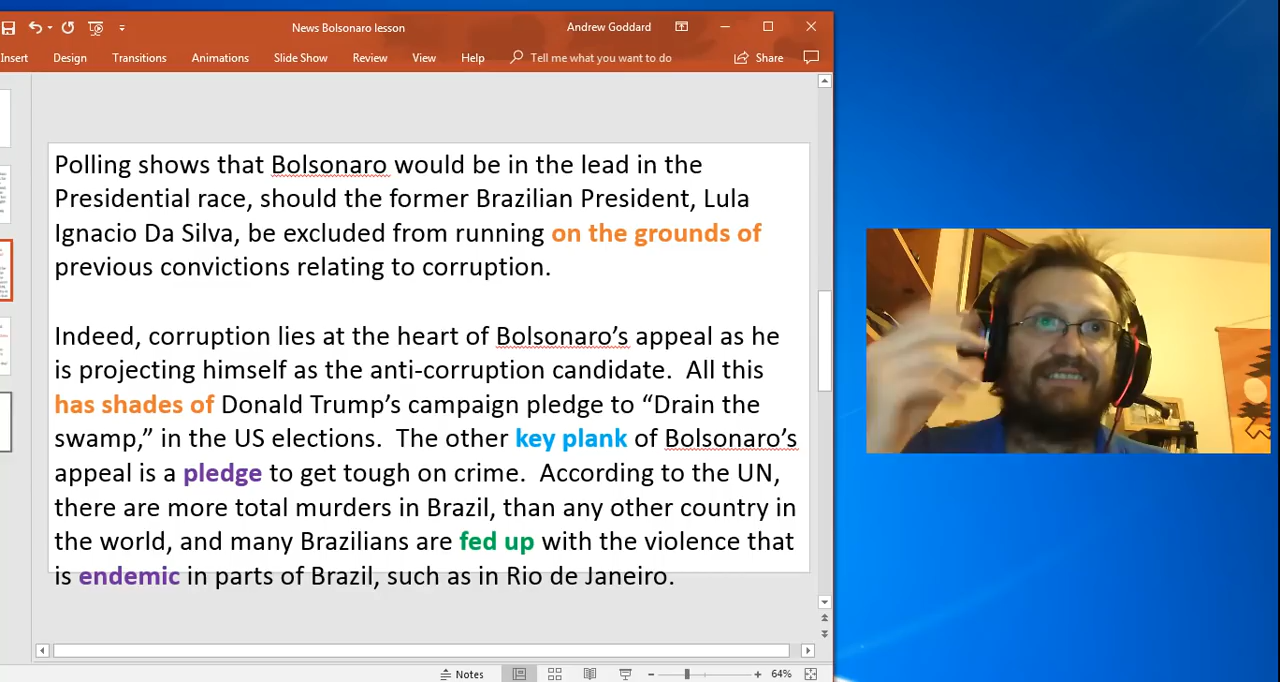 News Bolsonaro lesson
Andrew Goddard
Insert Design Transitions Animations Slide Show Review View Help Tell me what you want to do Share
Polling shows that Bolsonaro would be in the lead in the
Presidential race, should the former Brazilian President, Lula
Ignacio Da Silva, be excluded from running on the grounds of
previous convictions relating to corruption.
Indeed, corruption lies at the heart of Bolsonaro’s appeal as he
is projecting himself as the anti-corruption candidate. All this
has shades of Donald Trump’s campaign pledge to “Drain the
swamp,” in the US elections. The other key plank of Bolsonaro’s
appeal is a pledge to get tough on crime. According to the UN,
there are more total murders in Brazil, than any other country in
the world, and many Brazilians are fed up with the violence that
is endemic in parts of Brazil, such as in Rio de Janeiro.
Notes
64%